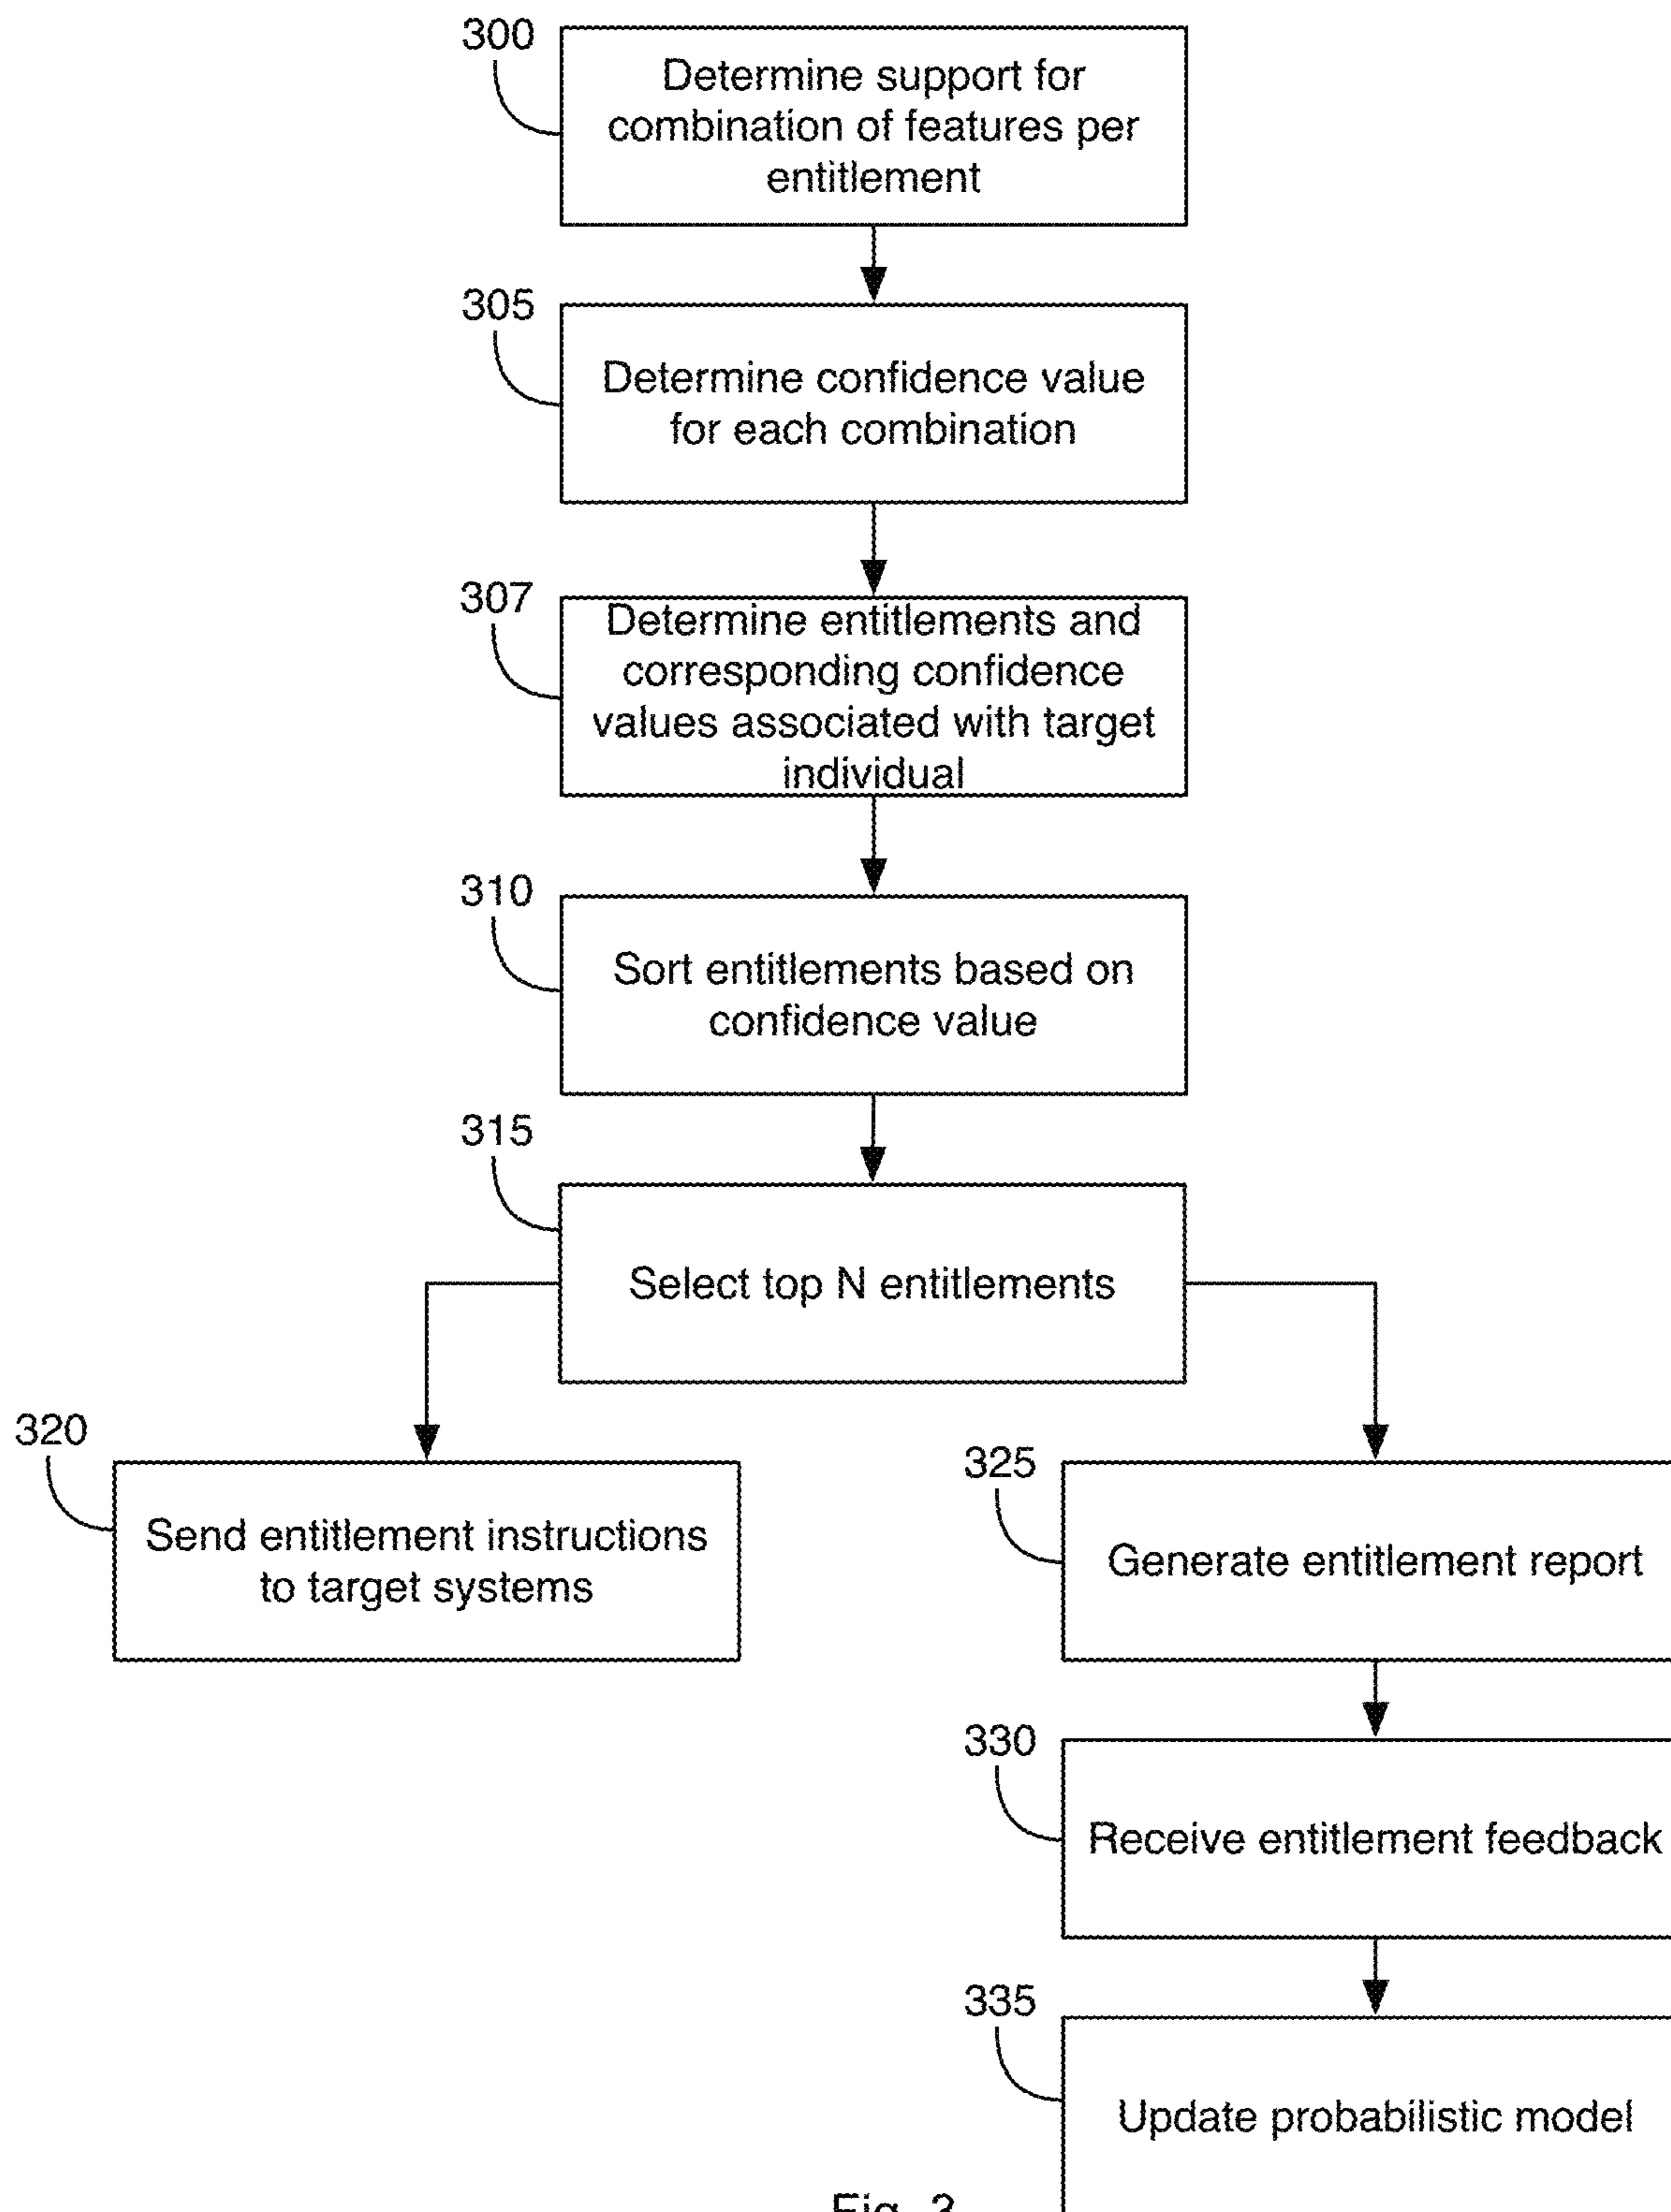 300
Determine support for
combination of features per
entitlement
305
Determine confidence value
for each combination
307
Determine entitlements and
corresponding confidence
values associated with target
individual
310
Sort entitlements based on
confidence value
315
Select top N entitlements
320
Send entitlement instructions
to target systems
325
Generate entitlement report
330
Receive entitlement feedback
335
Update probabilistic model
Fig. 3